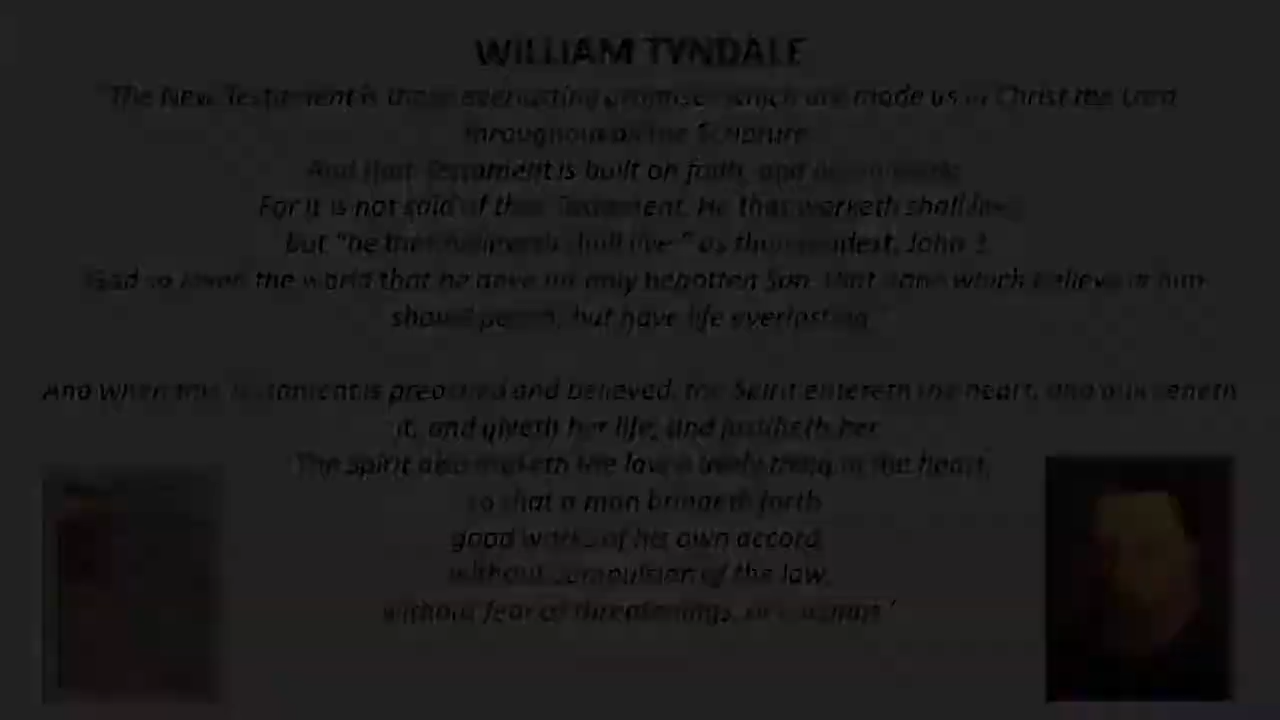 WILLIAM TYNDALE
"The New Testament is those everlasting promises which are made us in Christ the Lord
throughout all the Scripture.
And that Testament is built on faith, and
For it is not said of that Testament, He that worketh shall live;
but "he that believeth shall live:" as thou readest, John 3.
'God so loved the world that he gave his only begotten Son, that none which believe in him
should perish, but have life everlasting.'
And when this Testament is preached and believed, the Spirit entereth the heart, and quickeneth
it, and giveth her life, and justifieth her.
The Spirit also maketh the law a lively thing in the heart;
so that a man bringeth forth
good works of his own accord,
without compulsion of the law,
without fear of threatenings, or